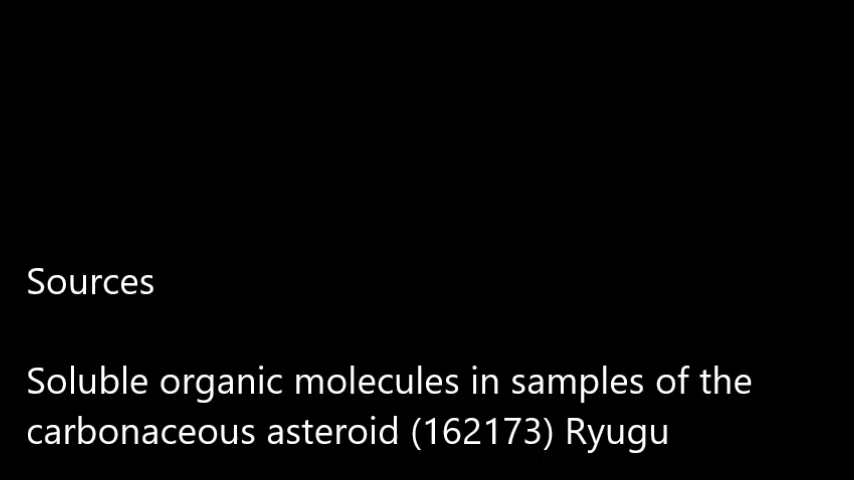 Sources
Soluble organic molecules in samples of the
carbonaceous asteroid (162173) Ryugu